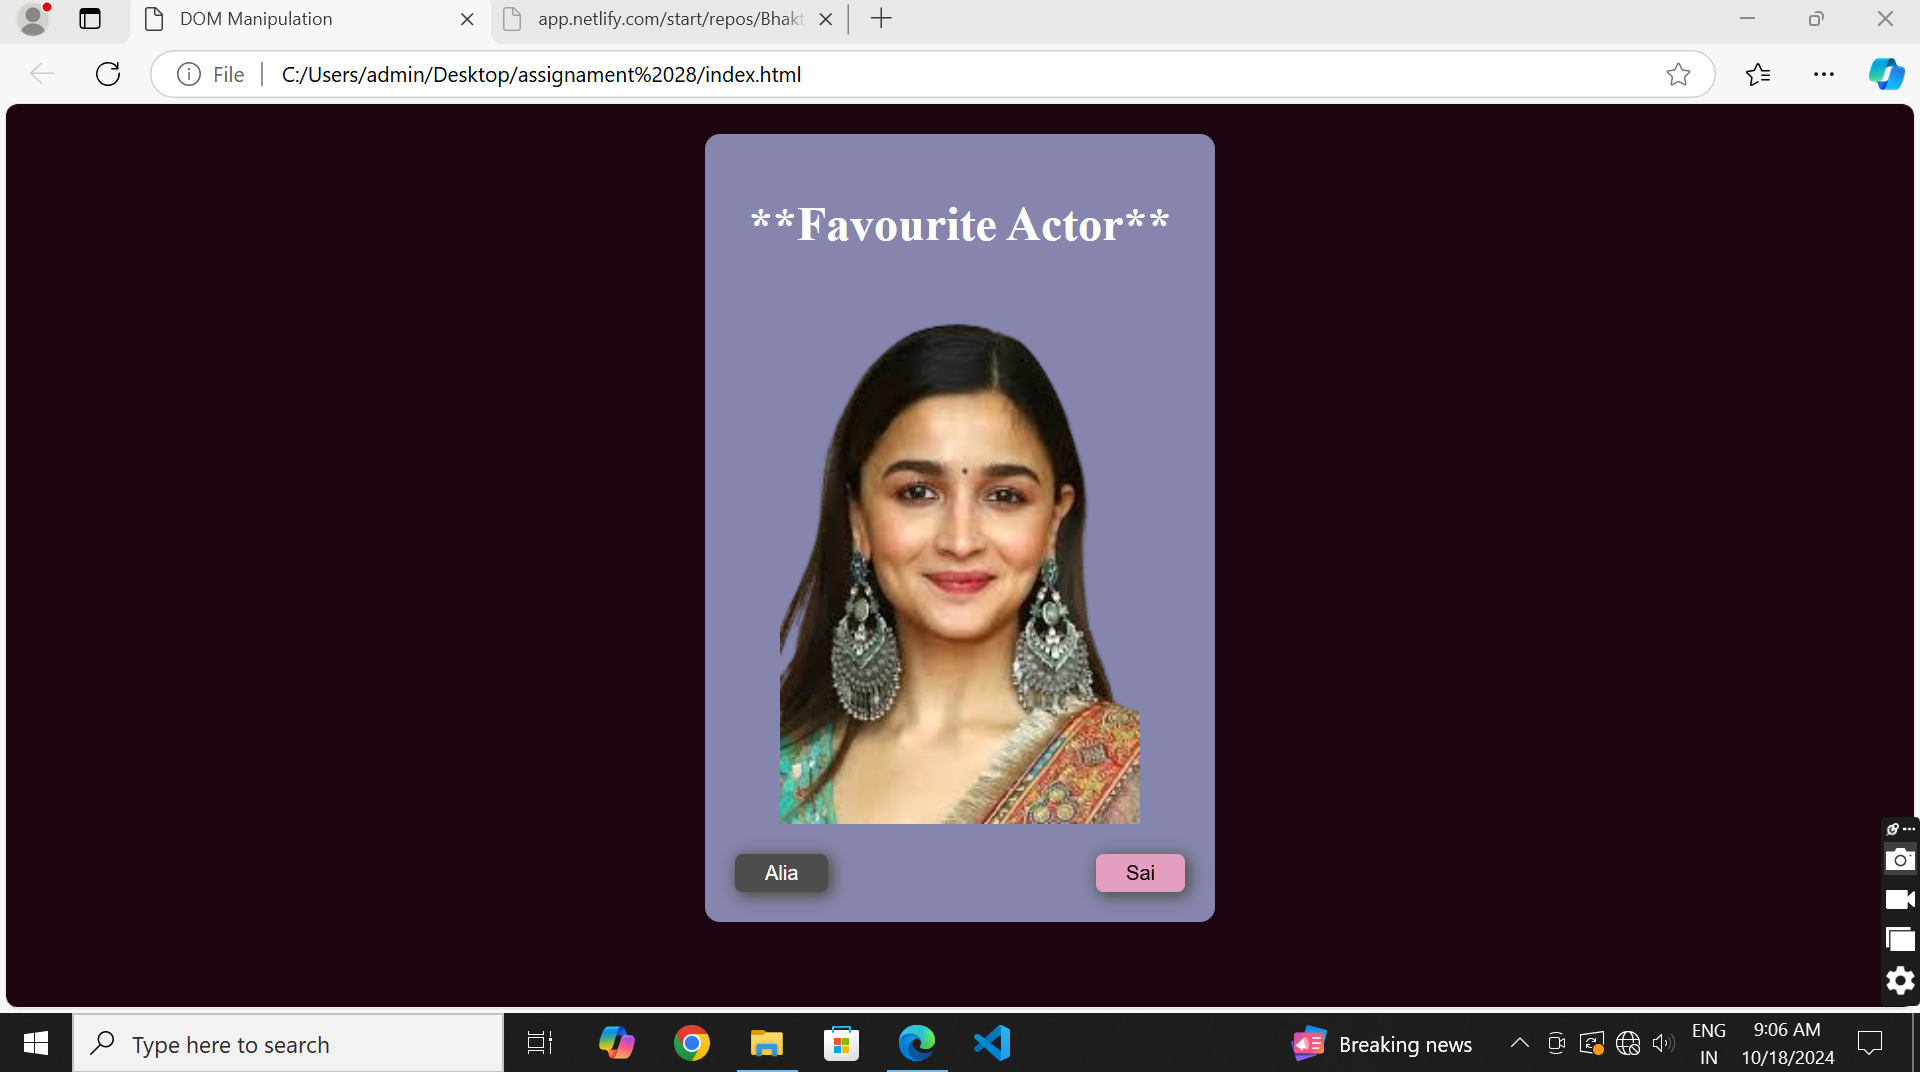 DOM Manipulation
app.netlify.com/start/repos/Bhakt
File
C:/Users/admin/Desktop/assignament%2028/index.html
**Favourite Actor**
Alia
Sai
Type here to search
Breaking news
ENG
IN
9:06 AM
10/18/2024